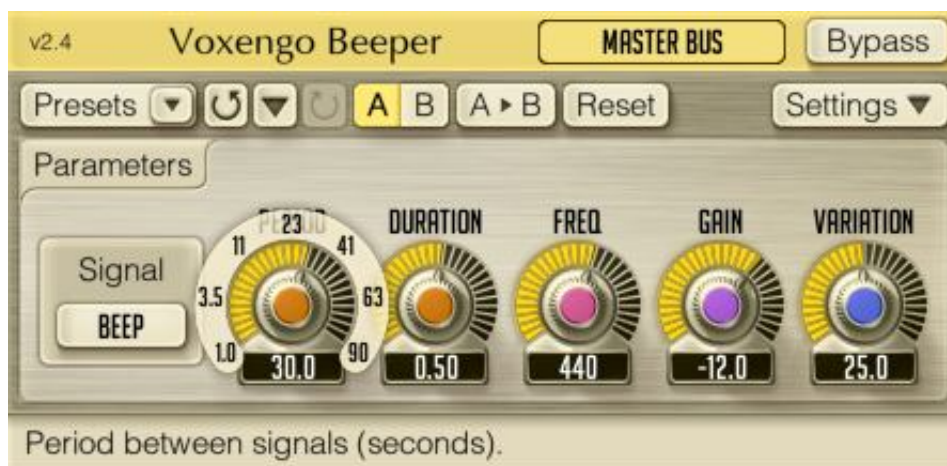 v2.4 Voxengo Beeper MASTER BUS Bypass
Presets A B A ▸ B Reset Settings
Parameters
PERIOD DURATION FREQ GAIN VARIATION
23
11 41
Signal
3.5 63
BEEP
1.0 90
30.0 0.50 440 -12.0 25.0
Period between signals (seconds).